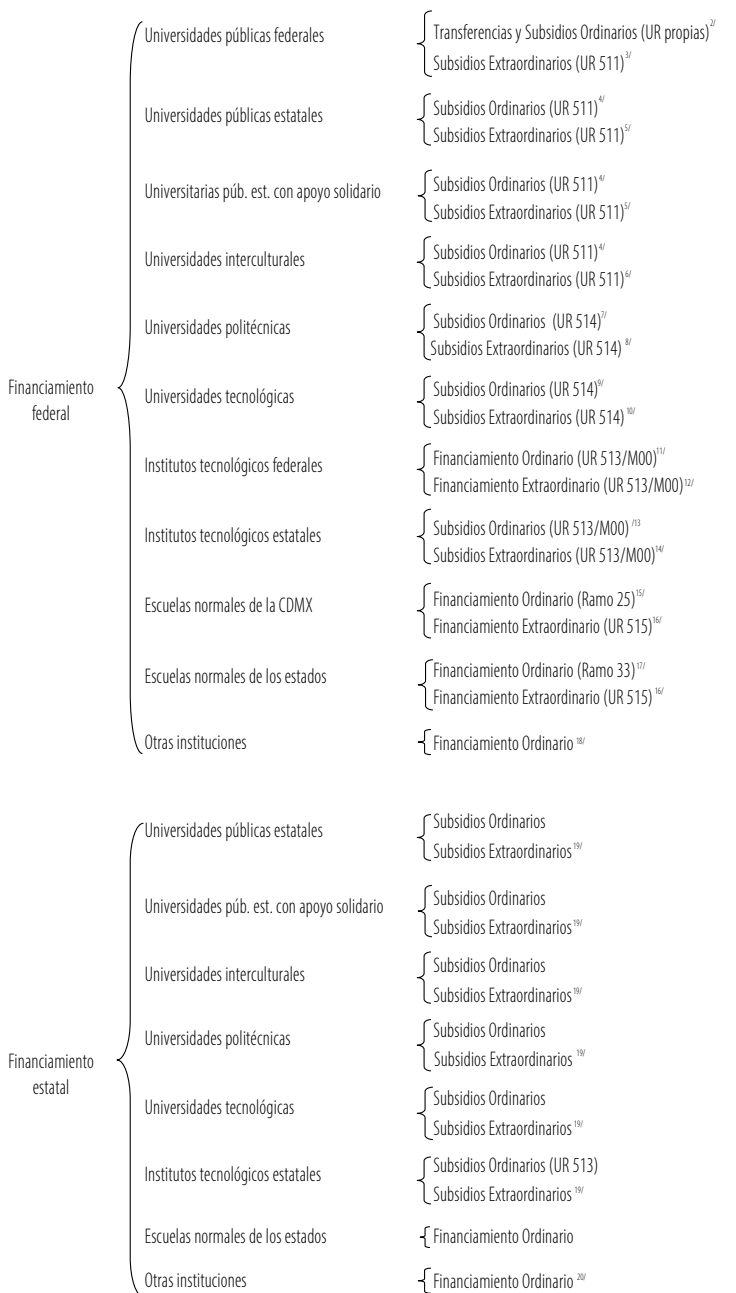 Financiamiento
federal
Universidades públicas federales
Transferencias y Subsidios Ordinarios (UR propias)2/
Subsidios Extraordinarios (UR 511)3/
Universidades públicas estatales
Subsidios Ordinarios (UR 511)4/
Subsidios Extraordinarios (UR 511)5/
Universitarias púb. est. con apoyo solidario
Subsidios Ordinarios (UR 511)4/
Subsidios Extraordinarios (UR 511)5/
Universidades interculturales
Subsidios Ordinarios (UR 511)4/
Subsidios Extraordinarios (UR 511)6/
Universidades politécnicas
Subsidios Ordinarios (UR 514)7/
Subsidios Extraordinarios (UR 514) 8/
Universidades tecnológicas
Subsidios Ordinarios (UR 514)9/
Subsidios Extraordinarios (UR 514) 10/
Institutos tecnológicos federales
Financiamiento Ordinario (UR 513/M00)11/
Financiamiento Extraordinario (UR 513/M00)12/
Institutos tecnológicos estatales
Subsidios Ordinarios (UR 513/M00) /13
Subsidios Extraordinarios (UR 513/M00)14/
Escuelas normales de la CDMX
Financiamiento Ordinario (Ramo 25)15/
Financiamiento Extraordinario (UR 515)16/
Escuelas normales de los estados
Financiamiento Ordinario (Ramo 33)17/
Financiamiento Extraordinario (UR 515) 16/
Otras instituciones
Financiamiento Ordinario 18/
Financiamiento
estatal
Universidades públicas estatales
Subsidios Ordinarios
Subsidios Extraordinarios 19/
Universidades púb. est. con apoyo solidario
Subsidios Ordinarios
Subsidios Extraordinarios 19/
Universidades interculturales
Subsidios Ordinarios
Subsidios Extraordinarios 19/
Universidades politécnicas
Subsidios Ordinarios
Subsidios Extraordinarios 19/
Universidades tecnológicas
Subsidios Ordinarios
Subsidios Extraordinarios 19/
Institutos tecnológicos estatales
Subsidios Ordinarios (UR 513)
Subsidios Extraordinarios 19/
Escuelas normales de los estados
Financiamiento Ordinario
Otras instituciones
Financiamiento Ordinario 20/